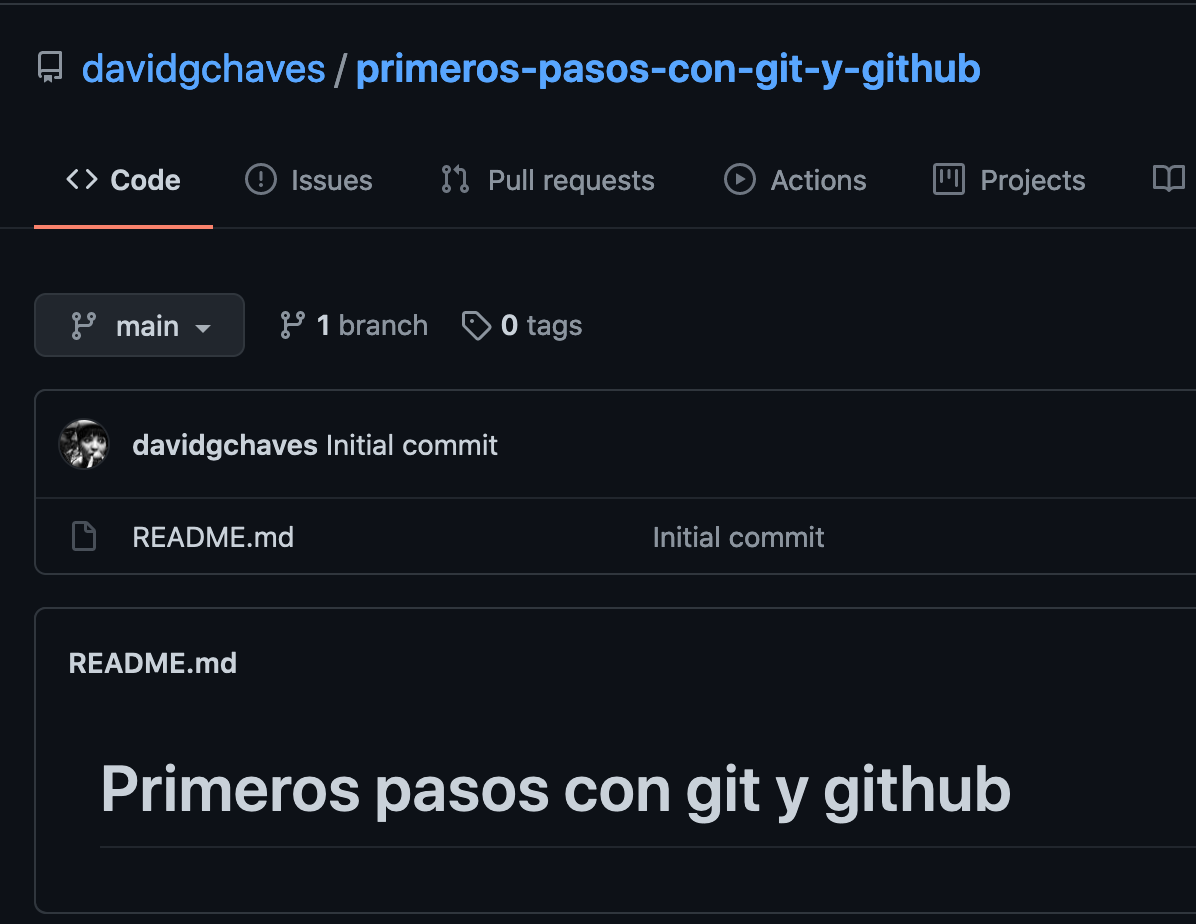 davidgchaves / primeros-pasos-con-git-y-github
Code Issues Pull requests Actions Projects
main 1 branch 0 tags
davidgchaves Initial commit
README.md Initial commit
README.md
Primeros pasos con git y github